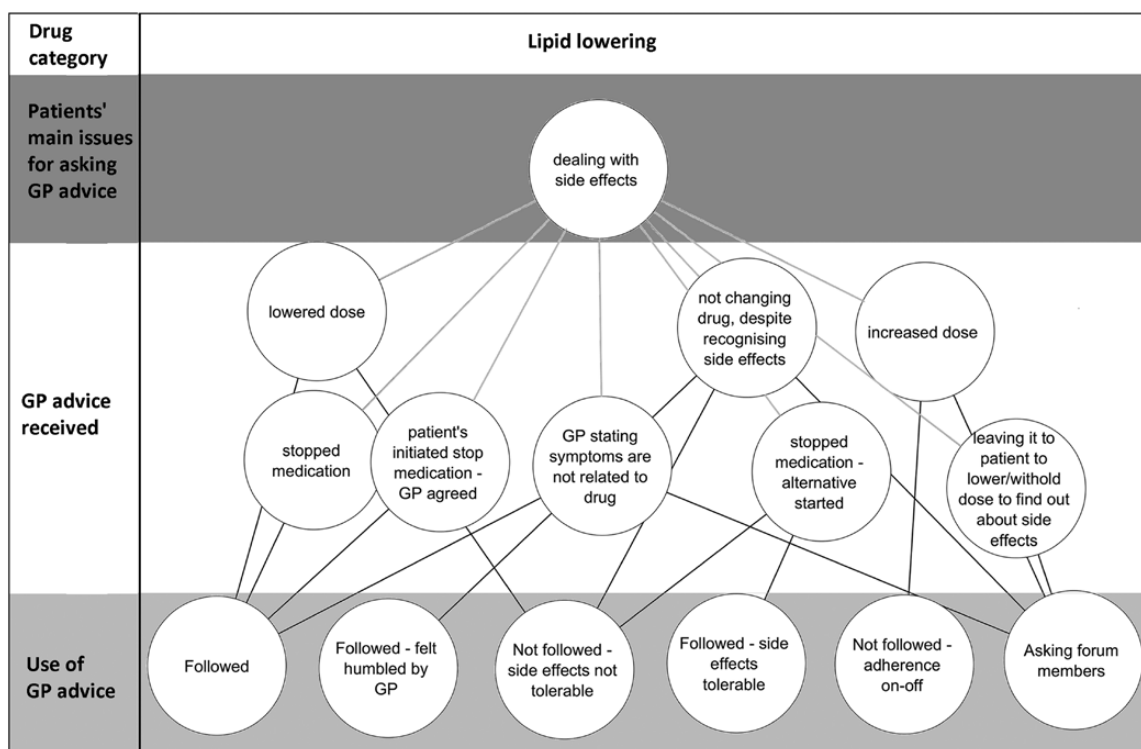 Drug
category
Lipid lowering
Patients'
main issues
for asking
GP advice
dealing with
side effects
GP advice
received
lowered dose
not changing
drug, despite
recognising
side effects
increased dose
stopped
medication
patient's
initiated stop
medication -
GP agreed
GP stating
symptoms are
not related to
drug
stopped
medication -
alternative
started
leaving it to
patient to
lower/withold
dose to find out
about side
effects
Use of
GP advice
Followed
Followed - felt
humbled by
GP
Not followed -
side effects not
tolerable
Followed - side
effects
tolerable
Not followed -
adherence
on-off
Asking forum
members